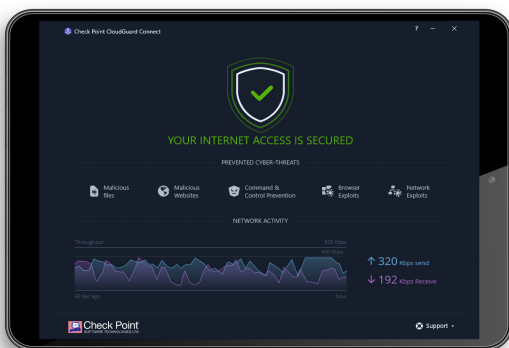 Check Point CloudGuard Connect
?
YOUR INTERNET ACCESS IS SECURED
PREVENTED CYBER-THREATS
Malicious
files
Malicious
Websites
Command &
Control Prevention
Browser
Exploits
Network
Exploits
NETWORK ACTIVITY
Throughout
500 Kbps
400 Kbps
↑ 320 Kbps send
↓ 192 Kbps Receive
60 Sec ago
Now
Check Point
SOFTWARE TECHNOLOGIES LTD.
Support